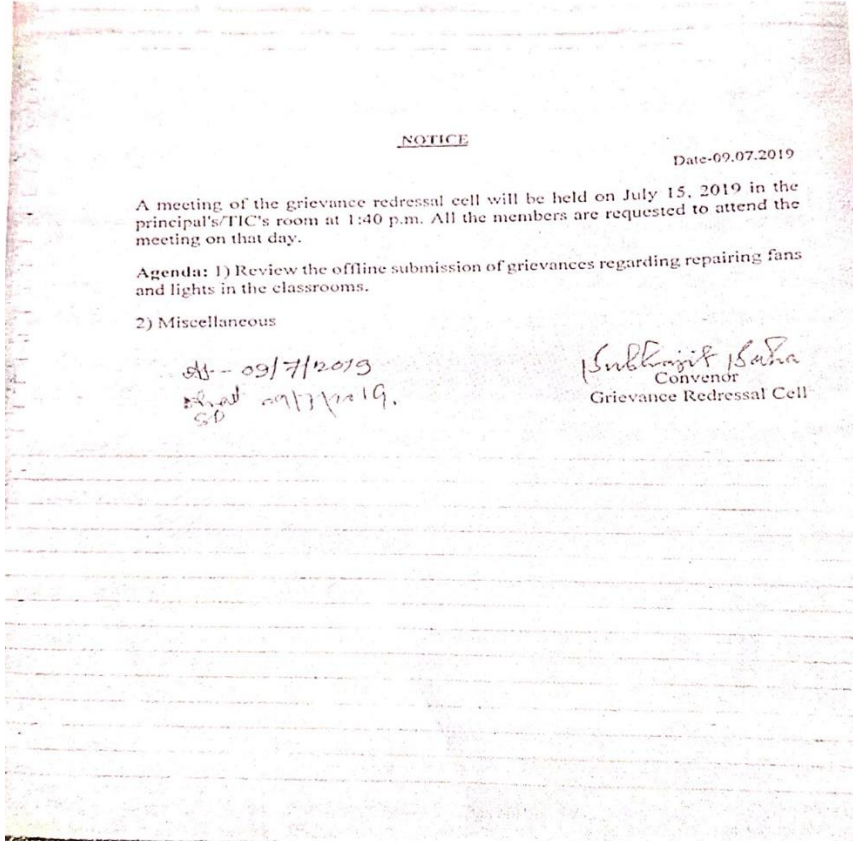 NOTICE
Date-09.07.2019
A meeting of the grievance redressal cell will be held on July 15, 2019 in the
principal's/TIC's room at 1:40 p.m. All the members are requested to attend the
meeting on that day.
Agenda: 1) Review the offline submission of grievances regarding repairing fans
and lights in the classrooms.
2) Miscellaneous
- 09/7/2019
Subhajit Saha
Convenor
Grievance Redressal Cell